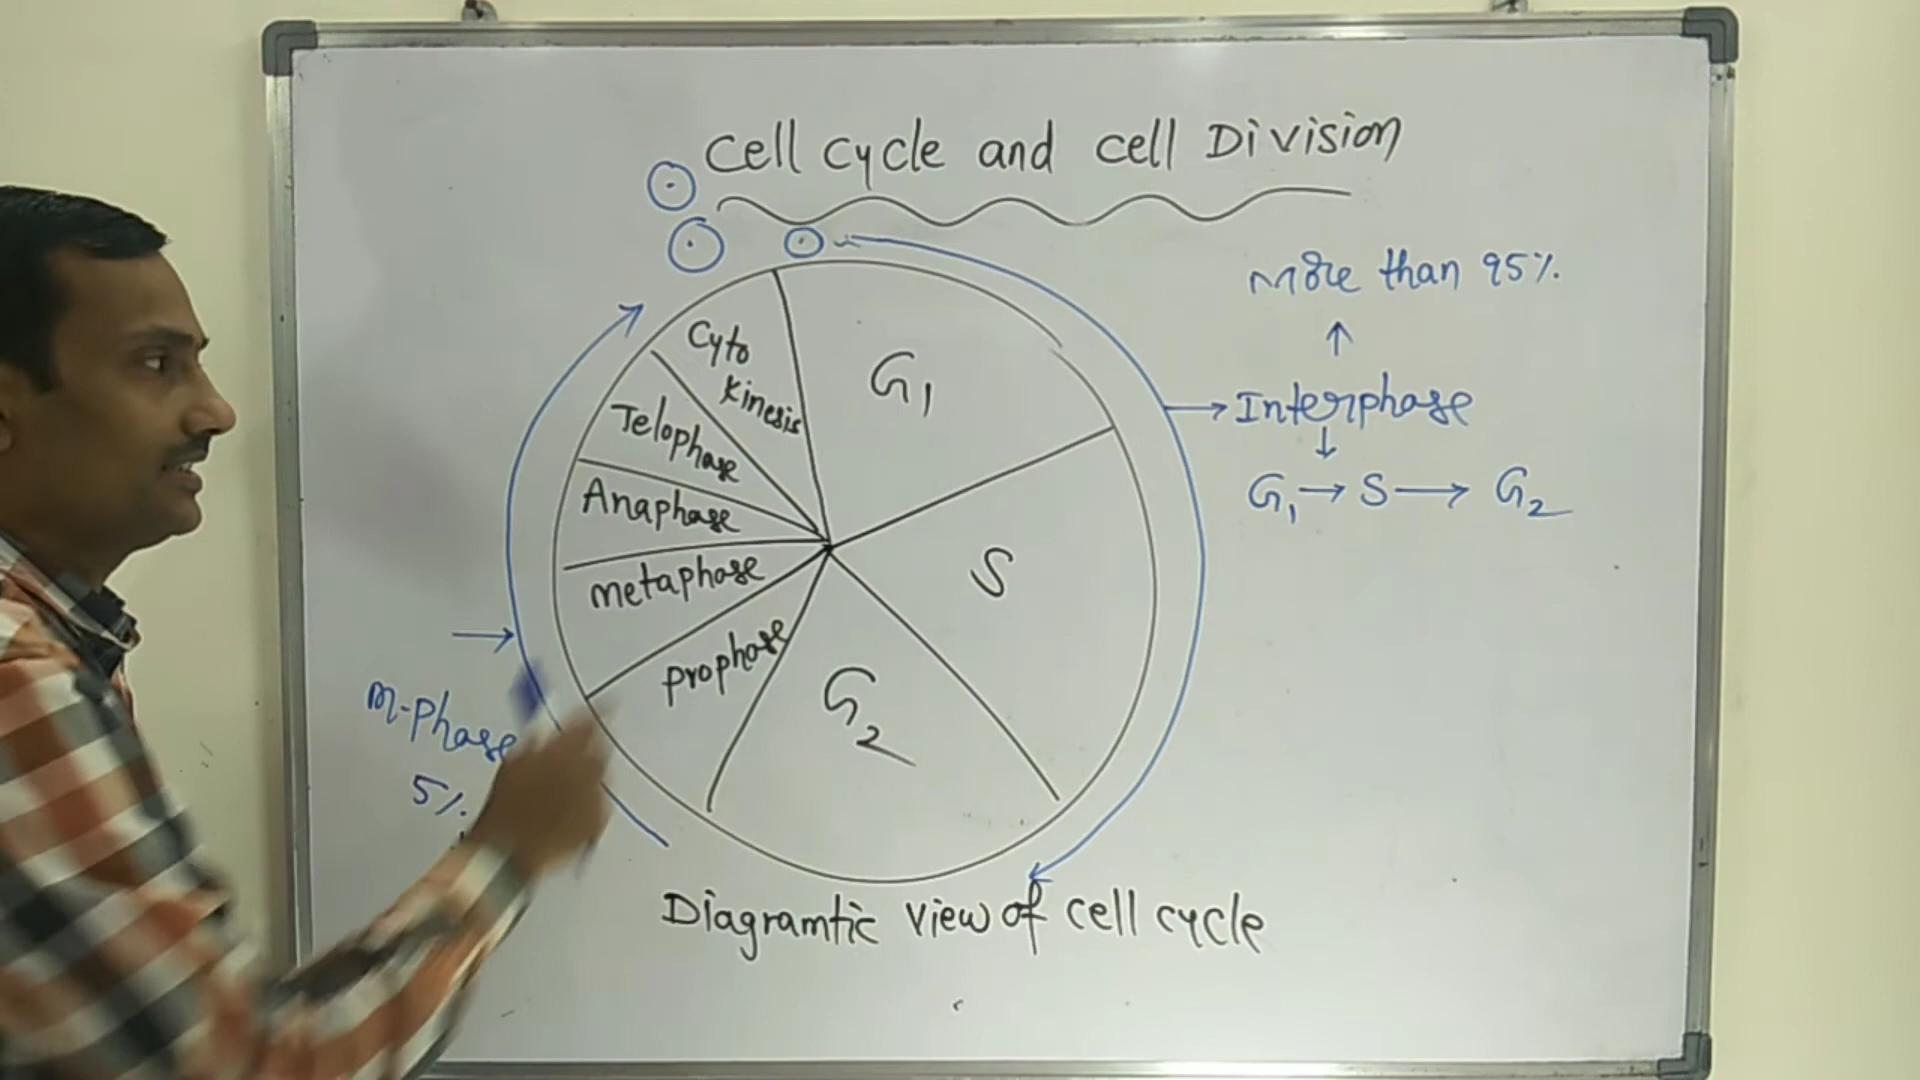 Cell cycle and cell Division
More than 95%.
Interphase
G1 → S → G2
Cyto
kinesis
Telophase
Anaphase
metaphase
prophase
G1
S
G2
M-phase
5%.
Diagramtic view of cell cycle